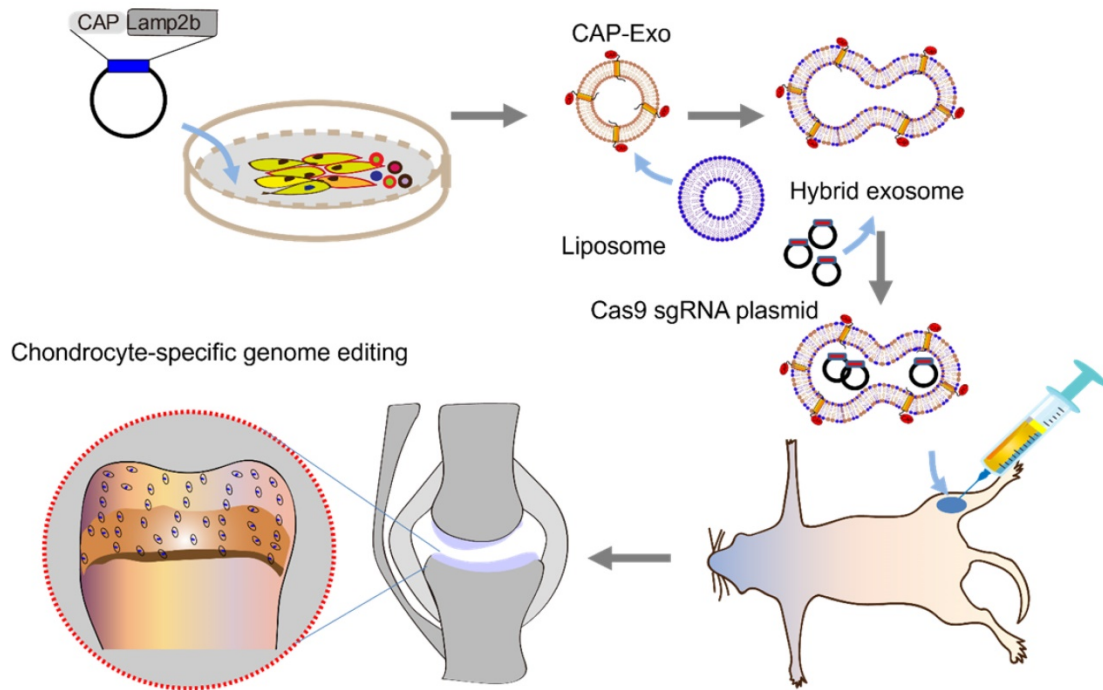 CAP Lamp2b
CAP-Exo
Liposome
Hybrid exosome
Cas9 sgRNA plasmid
Chondrocyte-specific genome editing